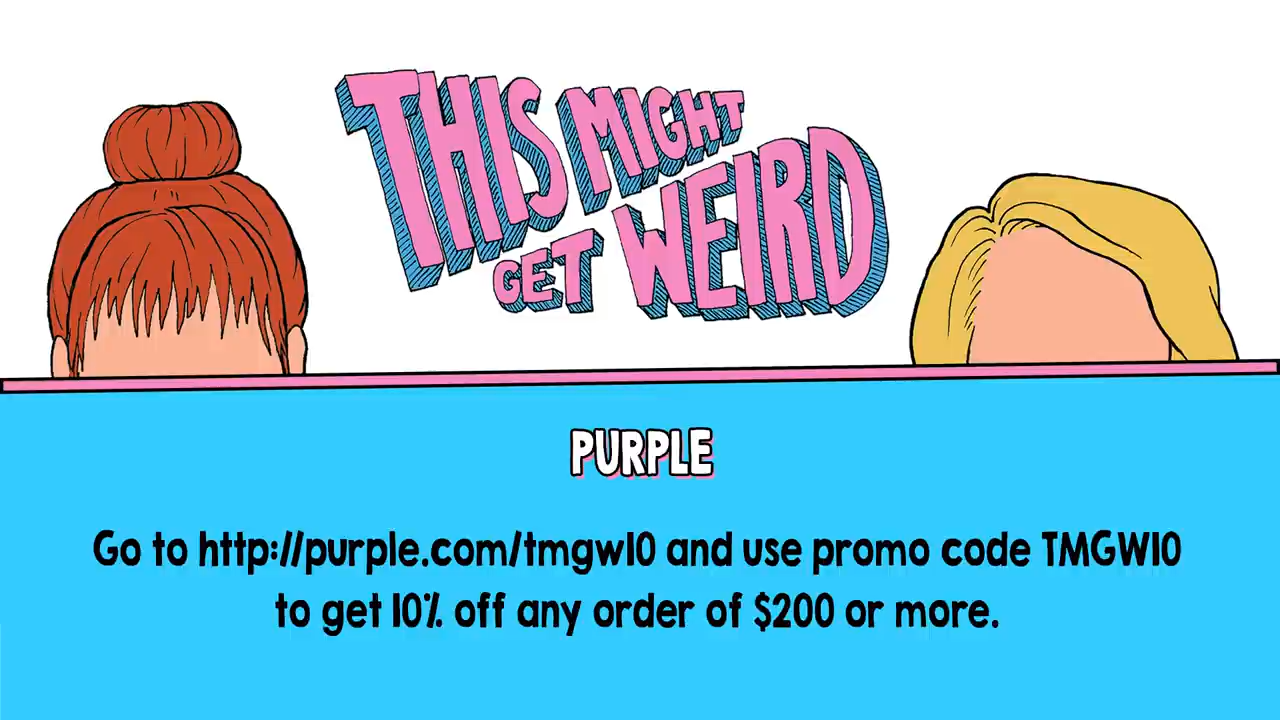 THIS MIGHT
GET WEIRD
PURPLE
Go to http://purple.com/tmgw10 and use promo code TMGW10
to get 10% off any order of $200 or more.